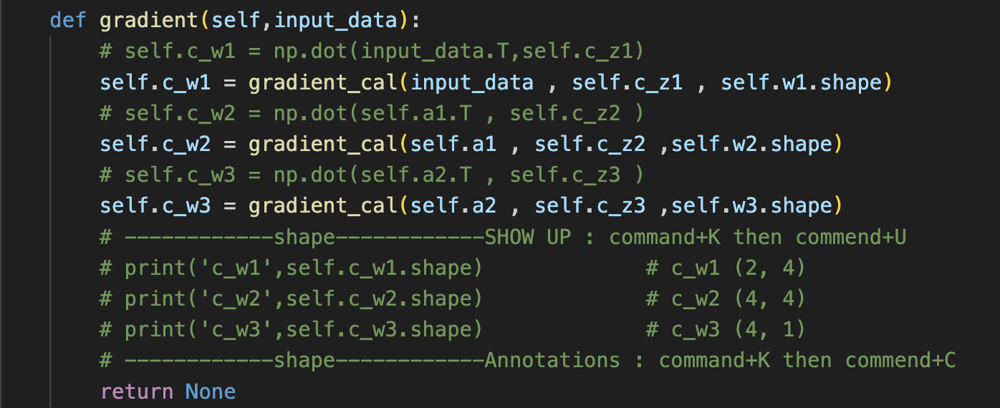 def gradient(self,input_data):
# self.c_w1 = np.dot(input_data.T,self.c_z1)
self.c_w1 = gradient_cal(input_data , self.c_z1 , self.w1.shape)
# self.c_w2 = np.dot(self.a1.T , self.c_z2 )
self.c_w2 = gradient_cal(self.a1 , self.c_z2 ,self.w2.shape)
# self.c_w3 = np.dot(self.a2.T , self.c_z3 )
self.c_w3 = gradient_cal(self.a2 , self.c_z3 ,self.w3.shape)
# ------------shape------------SHOW UP : command+K then commend+U
# print('c_w1',self.c_w1.shape)             # c_w1 (2, 4)
# print('c_w2',self.c_w2.shape)             # c_w2 (4, 4)
# print('c_w3',self.c_w3.shape)             # c_w3 (4, 1)
# ------------shape------------Annotations : command+K then commend+C
return None